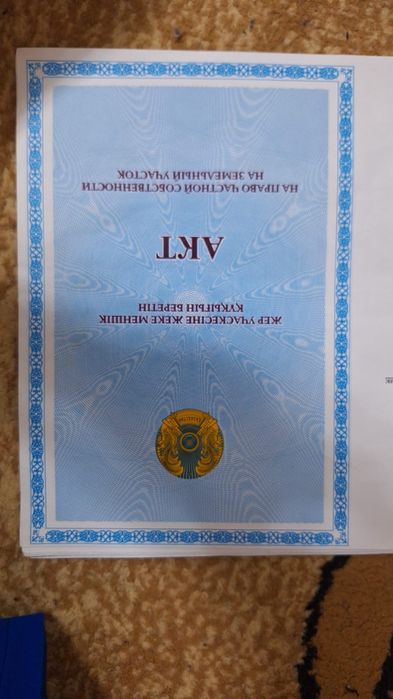 ЖЕР УЧАСКЕСІНЕ ЖЕКЕ МЕНШІК
ҚҰҚЫҒЫН БЕРЕТІН
АКТ
НА ПРАВО ЧАСТНОЙ СОБСТВЕННОСТИ
НА ЗЕМЕЛЬНЫЙ УЧАСТОК